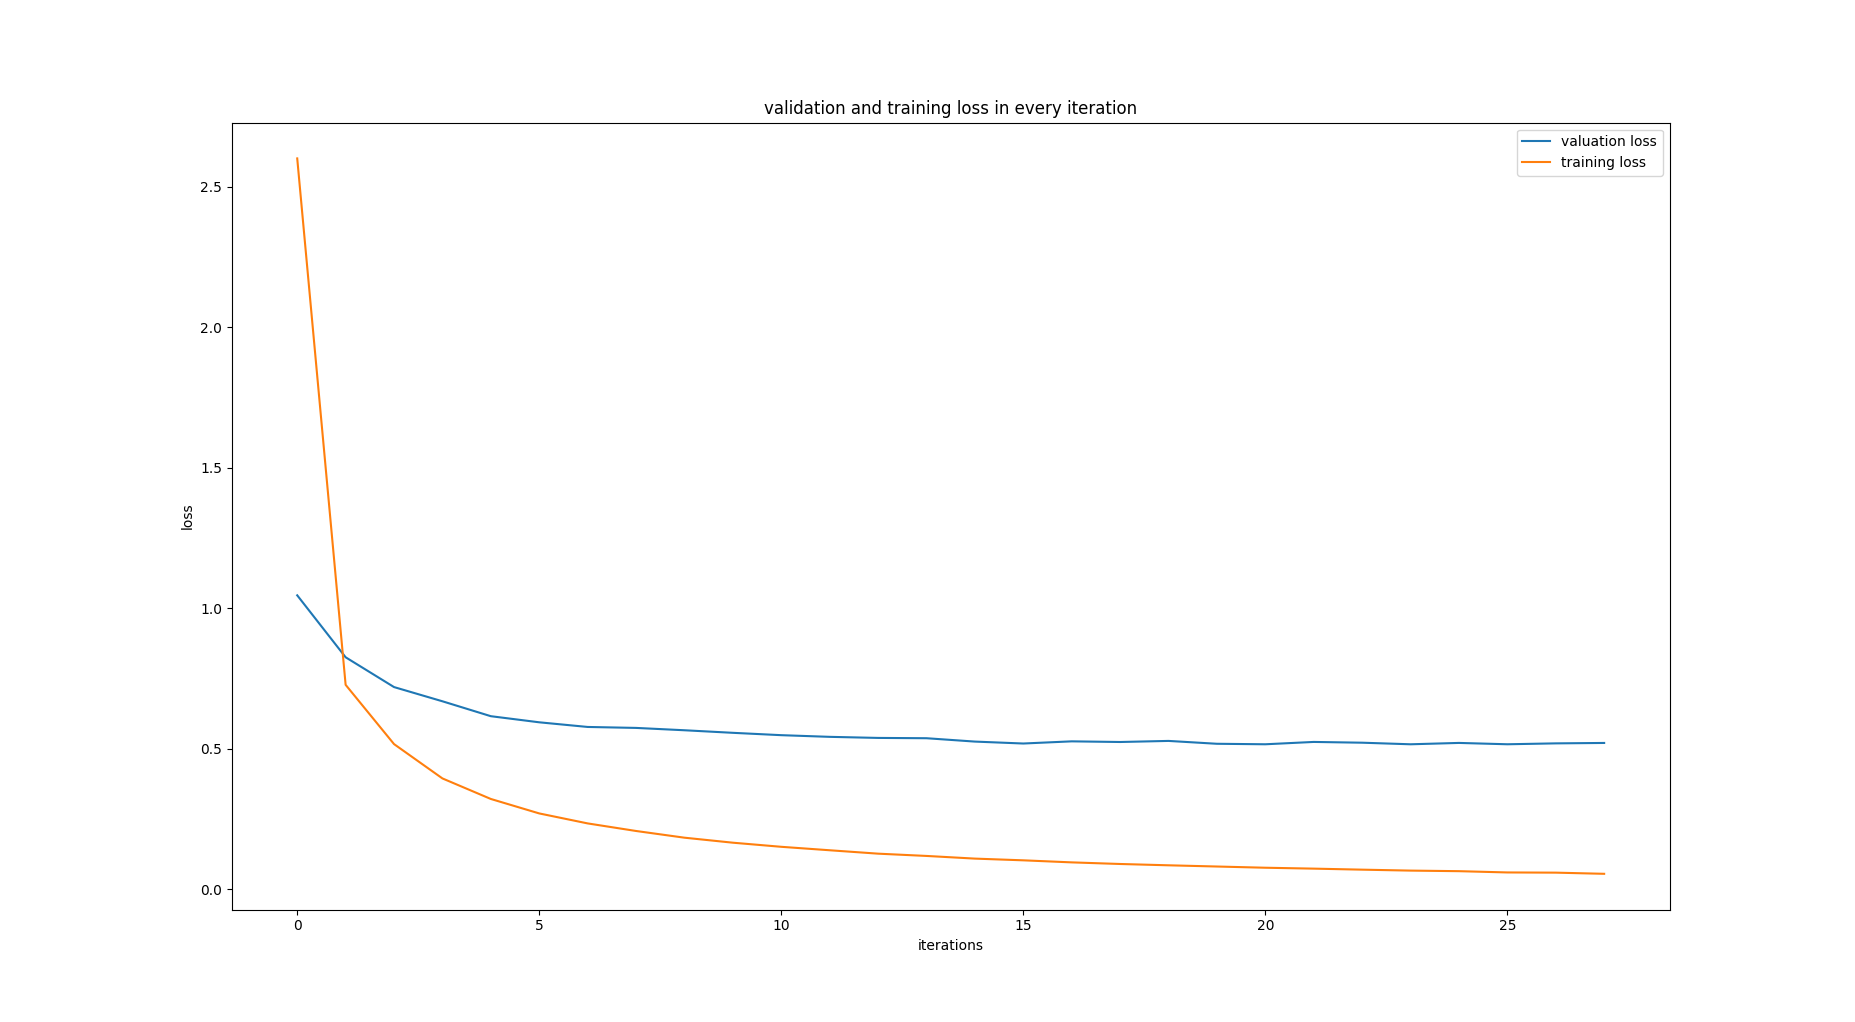 validation and training loss in every iteration
valuation loss
training loss
2.5
2.0
1.5
1.0
0.5
0.0
loss
0
5
10
15
20
25
iterations